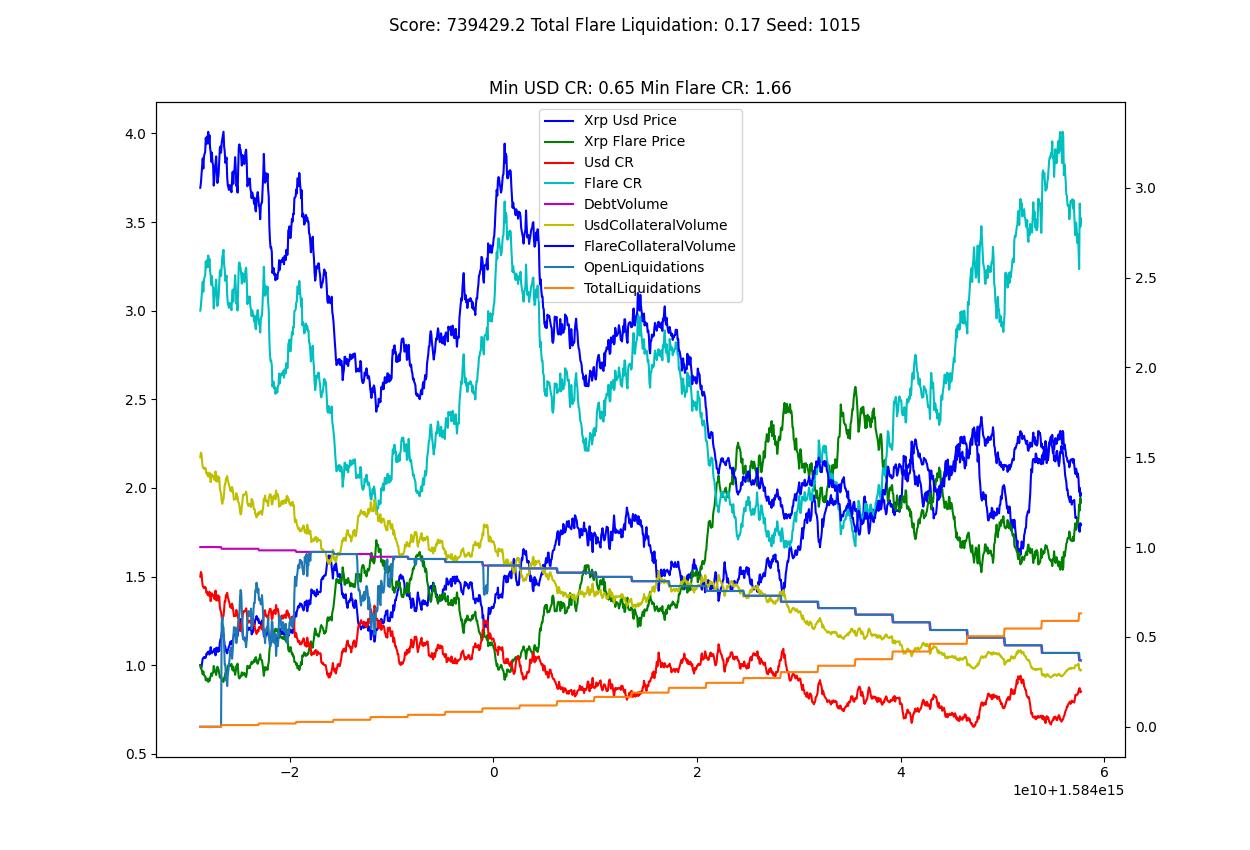 Score: 739429.2 Total Flare Liquidation: 0.17 Seed: 1015
Min USD CR: 0.65 Min Flare CR: 1.66
Xrp Usd Price
Xrp Flare Price
Usd CR
Flare CR
DebtVolume
UsdCollateralVolume
FlareCollateralVolume
OpenLiquidations
TotalLiquidations
4.0
3.5
3.0
2.5
2.0
1.5
1.0
0.5
3.0
2.5
2.0
1.5
1.0
0.5
0.0
−2 0 2 4 6
1e10+1.584e15